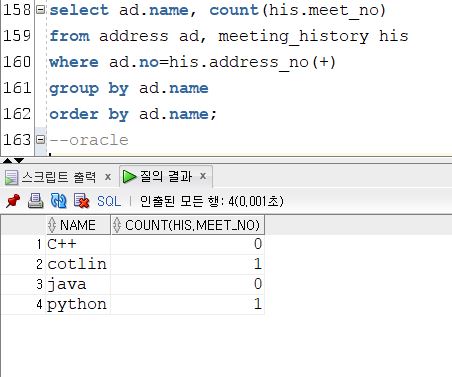 158 select ad.name, count(his.meet_no)
159 from address ad, meeting_history his
160 where ad.no=his.address_no(+)
161 group by ad.name
162 order by ad.name;
163 --oracle
스크립트 출력 × 질의 결과 ×
SQL | 인출된 모든 행: 4(0,001초)
NAME COUNT(HIS,MEET_NO)
1 C++ 0
2 cotlin 1
3 java 0
4 python 1